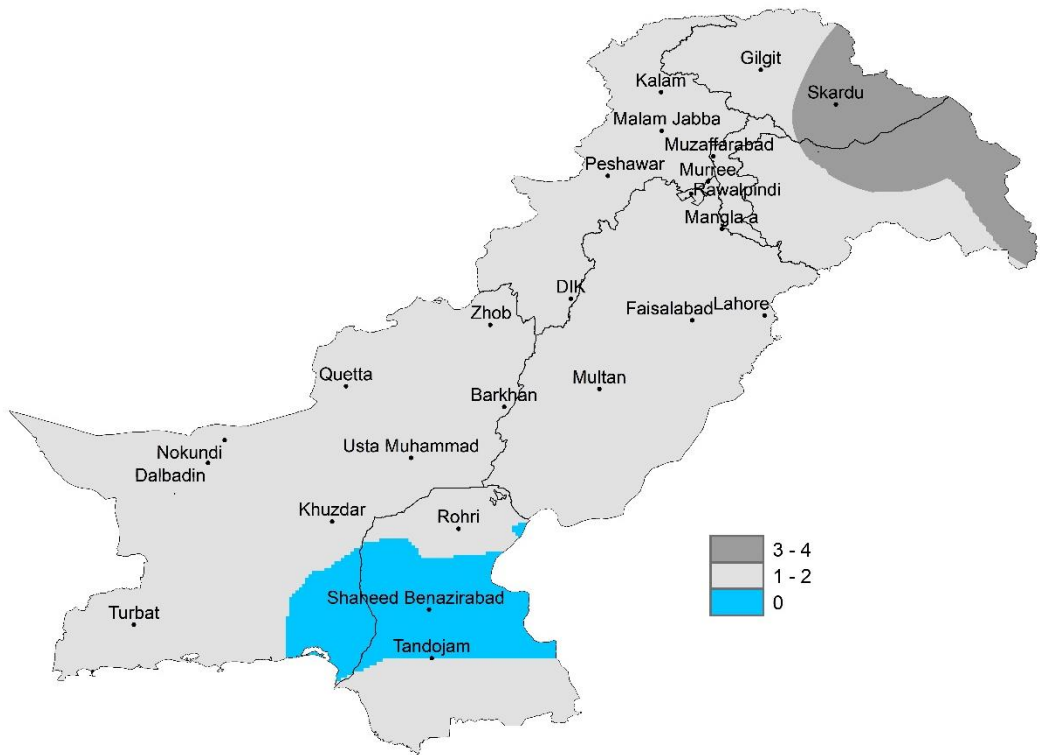 Gilgit
Kalam
Skardu
Malam Jabba
Muzaffarabad
Peshawar
Murree
Rawalpindi
Mangla a
DIK
Faisalabad
Lahore
Zhob
Quetta
Multan
Barkhan
Usta Muhammad
Nokundi
Dalbadin
Khuzdar
Rohri
3 - 4
1 - 2
0
Shaheed Benazirabad
Turbat
Tandojam